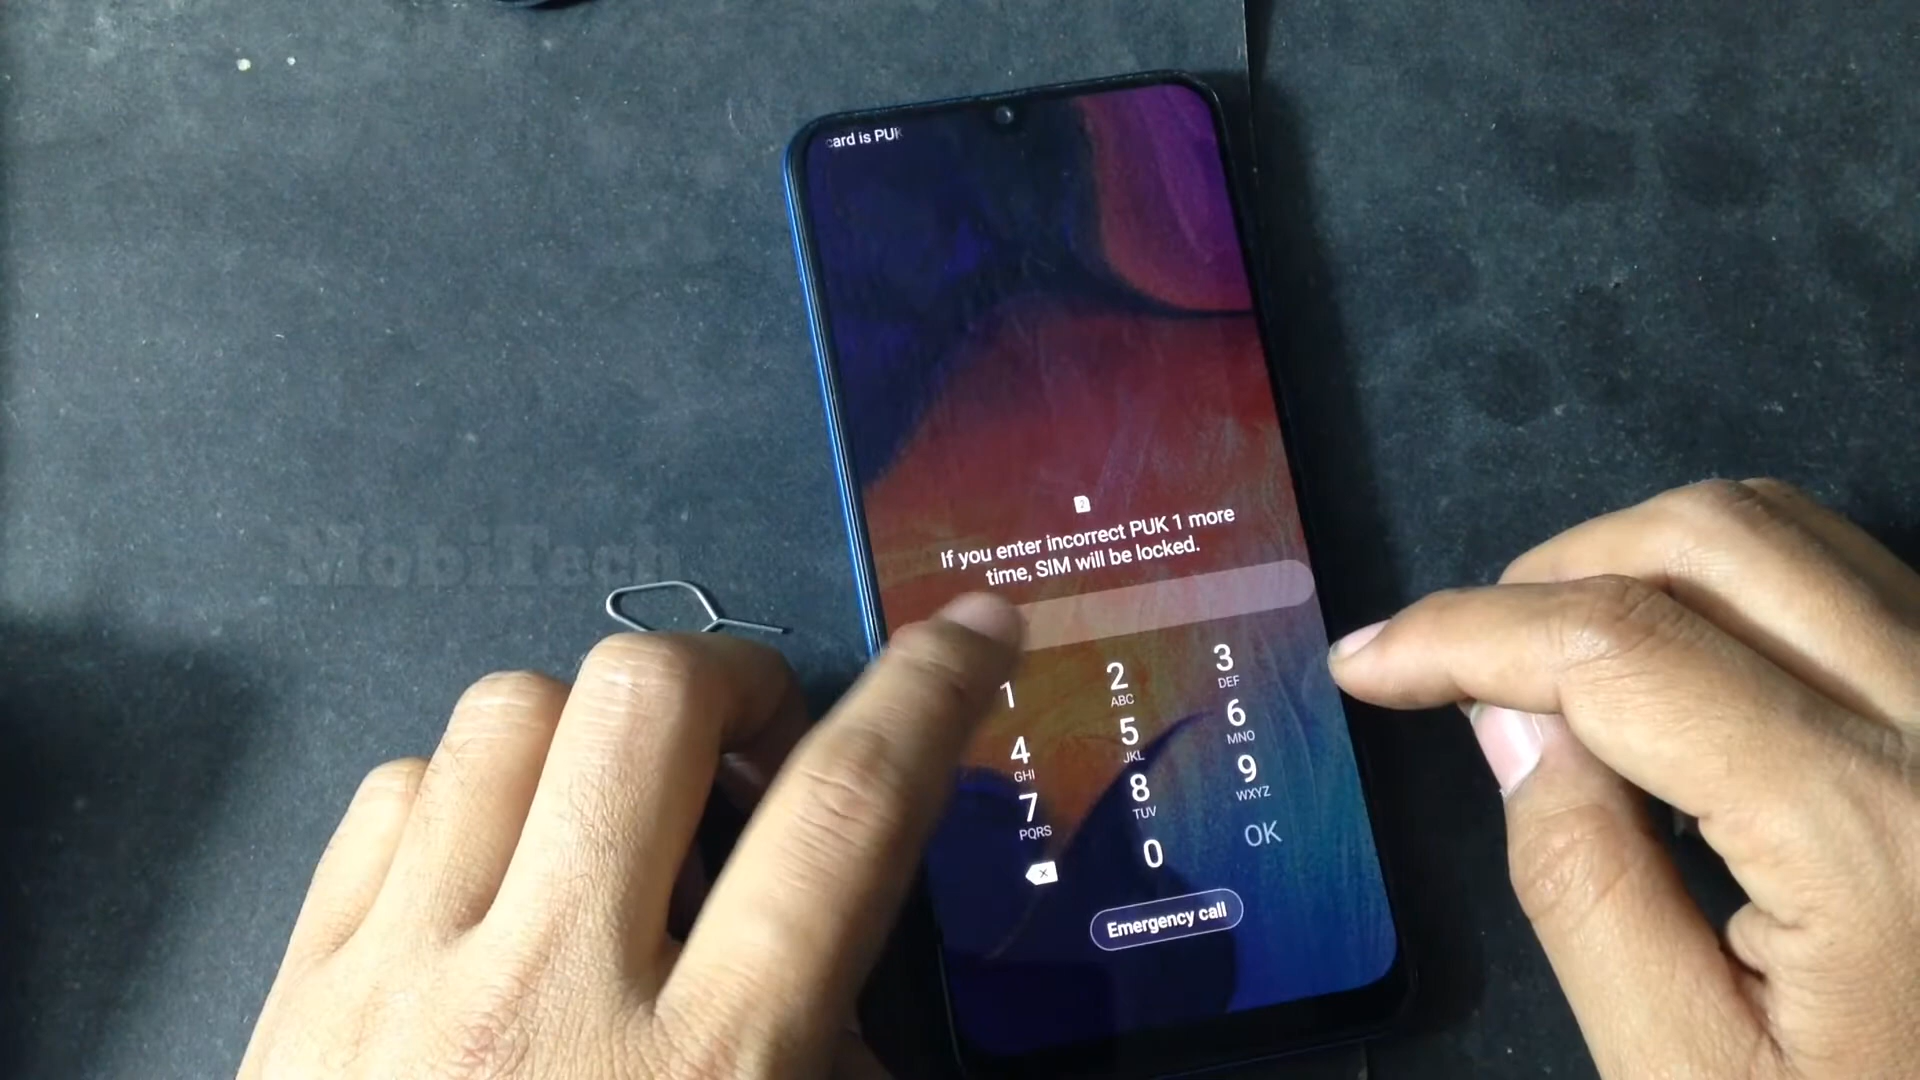 card is PUK
If you enter incorrect PUK 1 more
time, SIM will be locked.
1
2
ABC
3
DEF
4
GHI
5
JKL
6
MNO
7
PQRS
8
TUV
9
WXYZ
0
OK
Emergency call
MobiTech